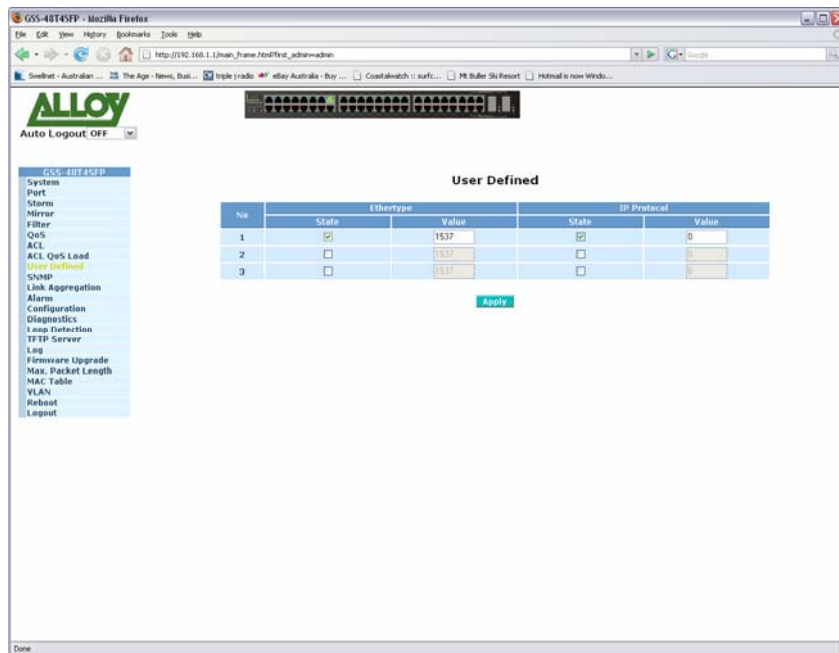 GSS-48T4SFP - Mozilla Firefox
File Edit View History Bookmarks Tools Help
http://192.168.1.1/main_frame.html?first_admin=admin
Google
Swellnet - Australian ... The Age - News, Busi... triple j radio eBay Australia - Buy ... Coastalwatch :: surfc... Mt Buller Ski Resort Hotmail is now Windo...
ALLOY
Auto Logout OFF
GSS-48T4SFP
System
Port
Storm
Mirror
Filter
QoS
ACL
ACL QoS Load
User Defined
SNMP
Link Aggregation
Alarm
Configuration
Diagnostics
Loop Detection
TFTP Server
Log
Firmware Upgrade
Max. Packet Length
MAC Table
VLAN
Reboot
Logout
User Defined
No Ethertype IP Protocol
State Value State Value
1 1537 0
2 1537 0
3 1537 0
Apply
Done